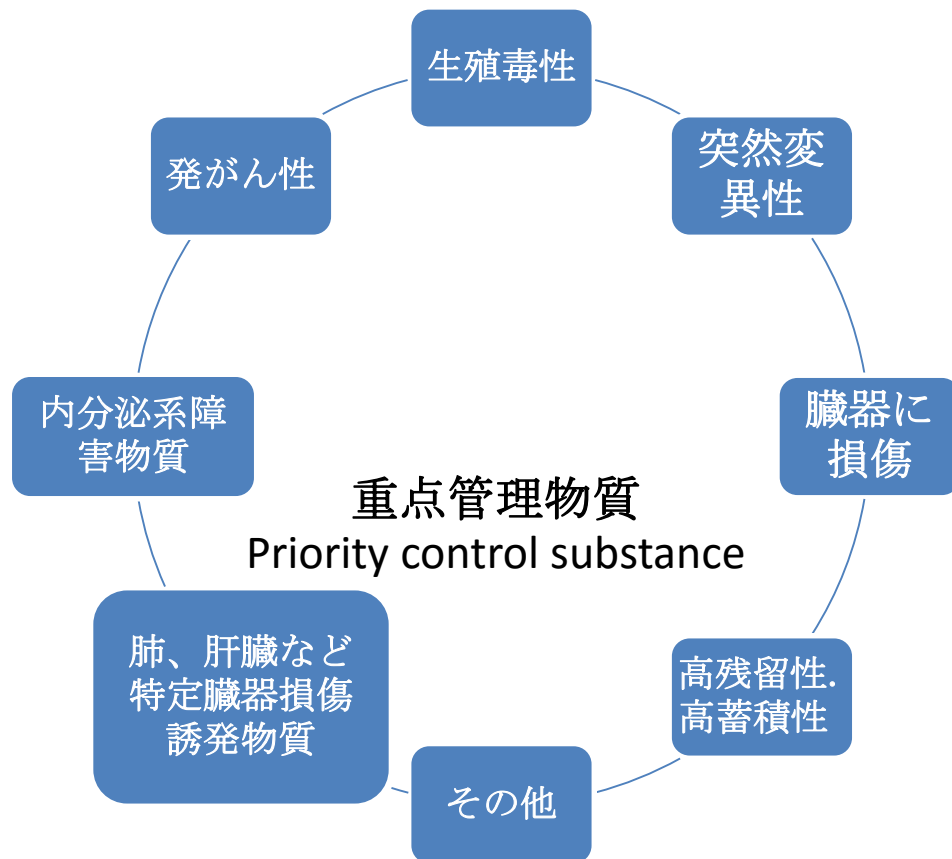 生殖毒性
突然変
異性
臓器に
損傷
高残留性.
高蓄積性
その他
肺、肝臓など
特定臓器損傷
誘発物質
内分泌系障
害物質
発がん性
重点管理物質
Priority control substance